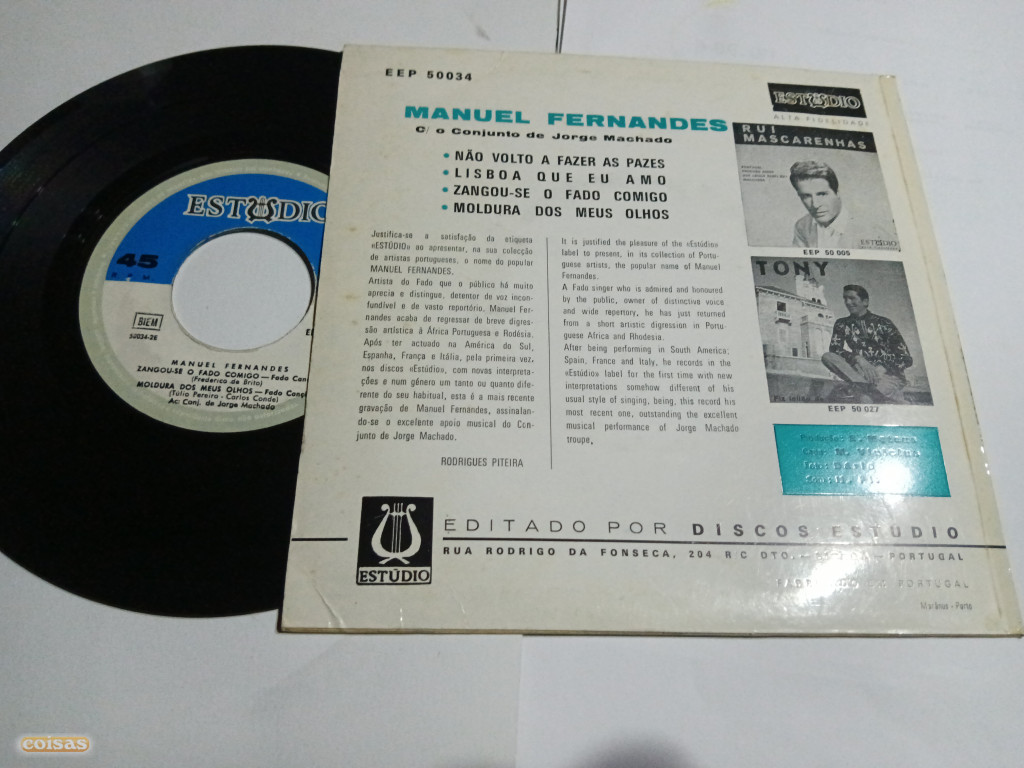 EEP 50034
MANUEL FERNANDES
C/ o Conjunto de Jorge Machado
• NÃO VOLTO A FAZER AS PAZES
• LISBOA QUE EU AMO
• ZANGOU-SE O FADO COMIGO
• MOLDURA DOS MEUS OLHOS
Justifica-se a satisfação da etiqueta
«ESTÚDIO» ao apresentar, na sua colecção
de artistas portugueses, o nome do popular
MANUEL FERNANDES.
Artista do Fado que o público há muito
aprecia e distingue, detentor de voz incon-
fundível e de vasto reportório, Manuel Fer-
nandes acaba de regressar de breve digres-
são artística à África Portuguesa e Rodésia.
Após ter actuado na América do Sul,
Espanha, França e Itália, pela primeira vez,
nos discos «Estúdio», com novas interpreta-
ções e num género um tanto ou quanto dife-
rente do seu habitual, esta é a mais recente
gravação de Manuel Fernandes, assinalan-
do-se o excelente apoio musical do Con-
junto de Jorge Machado.
RODRIGUES PITEIRA
It is justified the pleasure of the «Estúdio»
label to present, in its collection of Portu-
guese artists, the popular name of Manuel
Fernandes.
A Fado singer who is admired and honoured
by the public, owner of distinctive voice
and wide repertory, he has just returned
from a short artistic digression in Portu-
guese Africa and Rhodesia.
After being performing in South America,
Spain, France and Italy, he records in the
«Estúdio» label for the first time with new
interpretations somewhat different of his
usual style of singing, being, this record his
most recent one, outstanding the excellent
musical performance of Jorge Machado
troupe.
ESTÚDIO
ALTA FIDELIDADE
RUI
MASCARENHAS
ESTÚDIO
EEP 50 005
TONY
EEP 50 027
ESTÚDIO
EDITADO POR DISCOS ESTUDIO
RUA RODRIGO DA FONSECA, 204 R C DTO. - PORTUGAL
PORTUGAL
ESTÚDIO
45
BIEM
50034-2B
MANUEL FERNANDES
ZANGOU-SE O FADO COMIGO — Fado Can
(Frederico de Brito)
MOLDURA DOS MEUS OLHOS — Fado Canç
(Tulio Pereira - Carlos Conde)
Ac: Conj. de Jorge Machado
coisas